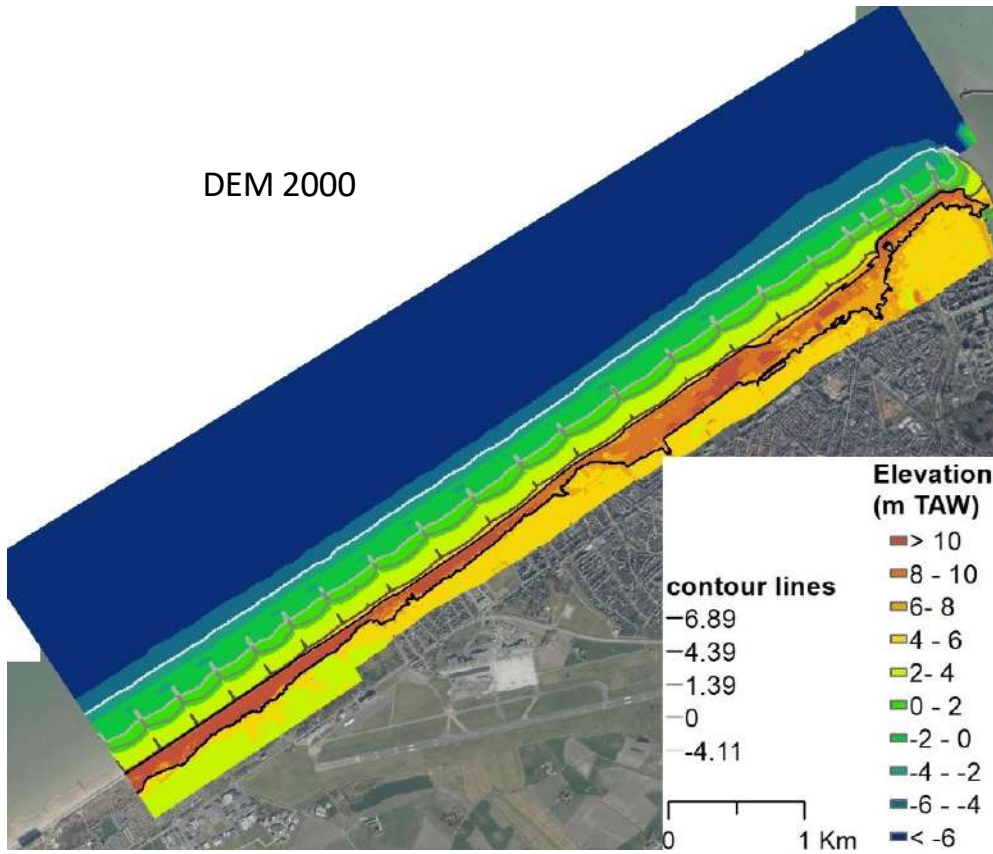 DEM 2000
Elevation
(m TAW)
> 10
8 - 10
6- 8
4 - 6
2 - 4
0 - 2
-2 - 0
-4 - -2
-6 - -4
< -6
contour lines
6.89
4.39
1.39
0
-4.11
0 1 Km